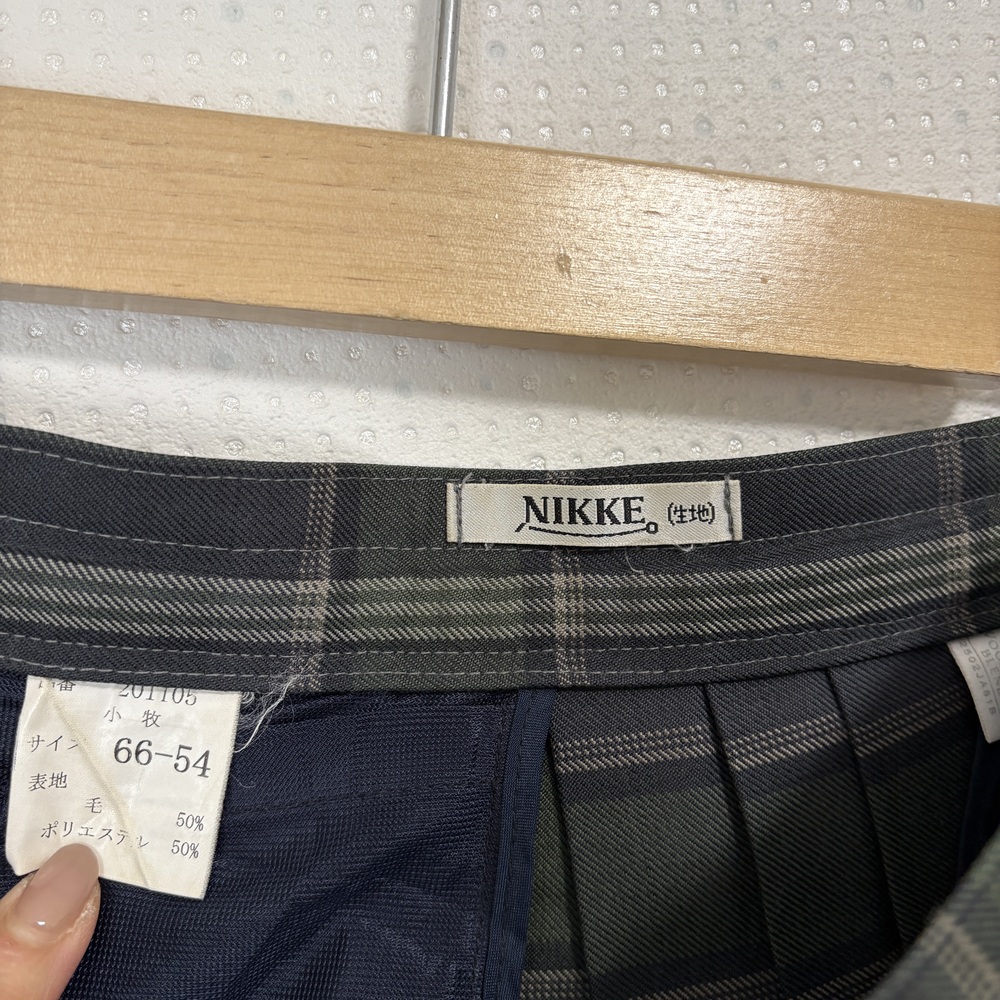 NIKKE (生地)
201105
小 牧
サイズ 66-54
表地
毛 50%
ポリエステル 50%